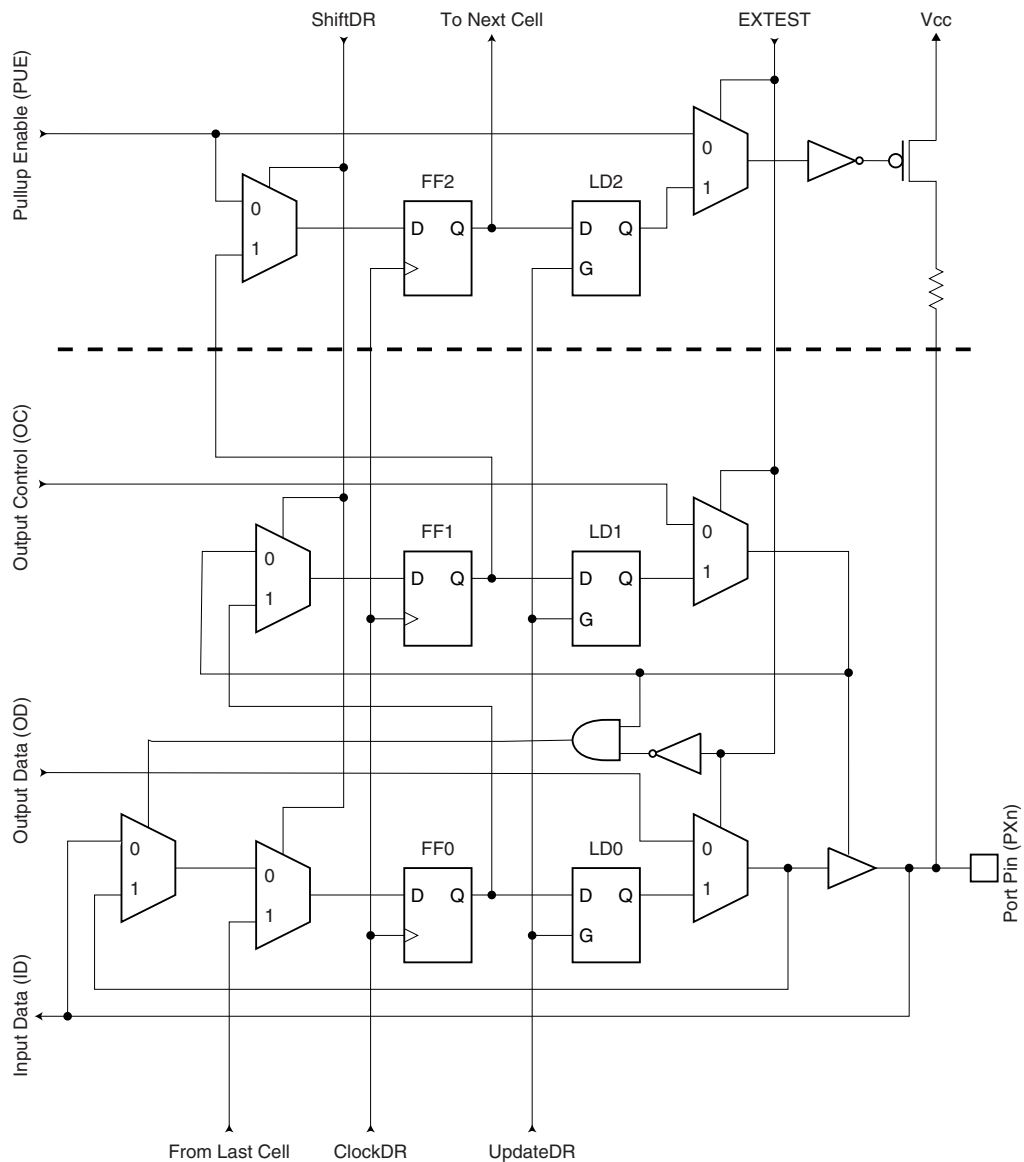 ShiftDR
To Next Cell
EXTEST
Vcc
Pullup Enable (PUE)
0
1
FF2
D Q
LD2
D Q
G
0
1
Output Control (OC)
0
1
FF1
D Q
LD1
D Q
G
0
1
Output Data (OD)
0
1
0
1
FF0
D Q
LD0
D Q
G
0
1
Port Pin (PXn)
Input Data (ID)
From Last Cell
ClockDR
UpdateDR